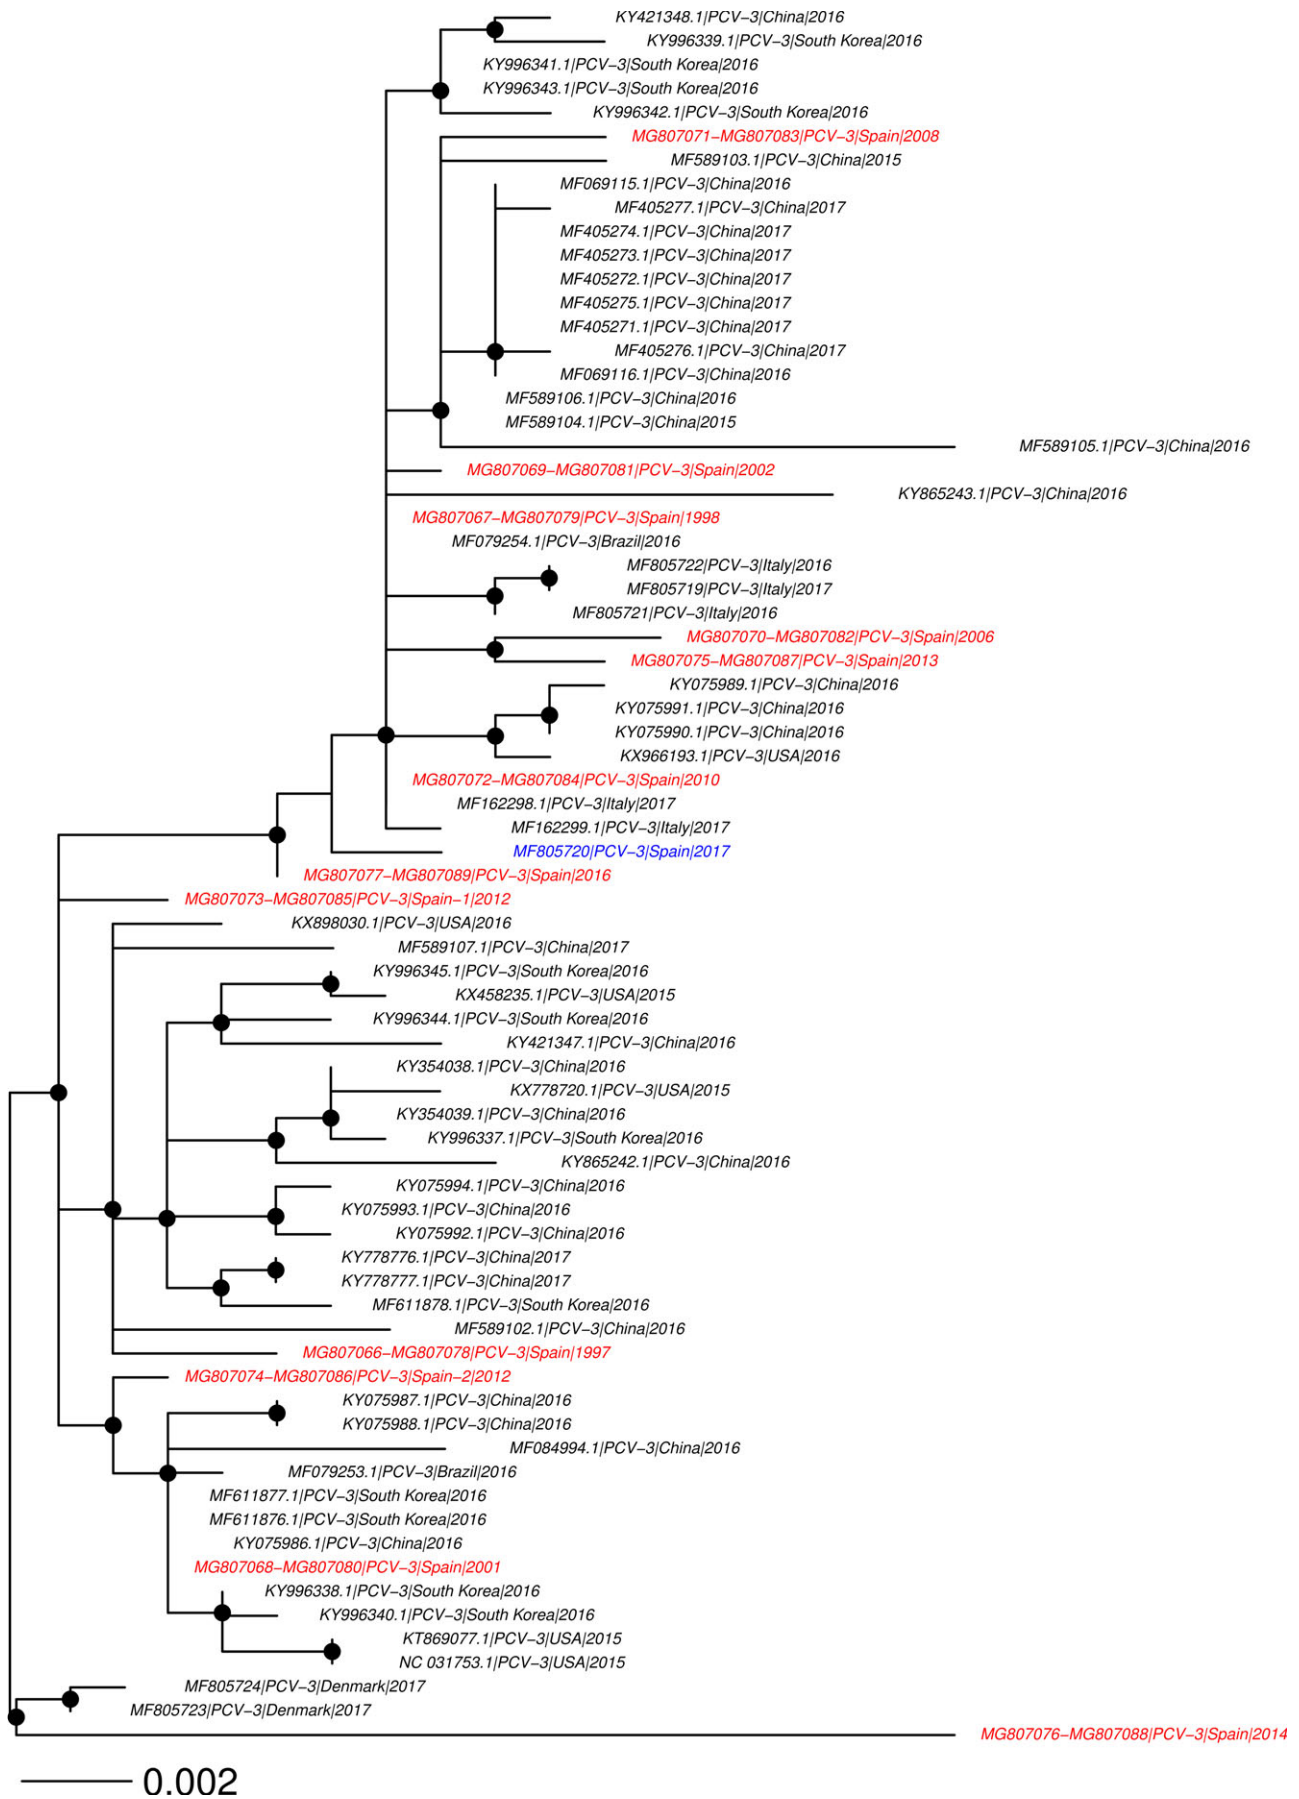 KY421348.1|PCV−3|China|2016
KY996339.1|PCV−3|South Korea|2016
KY996341.1|PCV−3|South Korea|2016
KY996343.1|PCV−3|South Korea|2016
KY996342.1|PCV−3|South Korea|2016
MG807071−MG807083|PCV−3|Spain|2008
MF589103.1|PCV−3|China|2015
MF069115.1|PCV−3|China|2016
MF405277.1|PCV−3|China|2017
MF405274.1|PCV−3|China|2017
MF405273.1|PCV−3|China|2017
MF405272.1|PCV−3|China|2017
MF405275.1|PCV−3|China|2017
MF405271.1|PCV−3|China|2017
MF405276.1|PCV−3|China|2017
MF069116.1|PCV−3|China|2016
MF589106.1|PCV−3|China|2016
MF589104.1|PCV−3|China|2015
MF589105.1|PCV−3|China|2016
MG807069−MG807081|PCV−3|Spain|2002
KY865243.1|PCV−3|China|2016
MG807067−MG807079|PCV−3|Spain|1998
MF079254.1|PCV−3|Brazil|2016
MF805722|PCV−3|Italy|2016
MF805719|PCV−3|Italy|2017
MF805721|PCV−3|Italy|2016
MG807070−MG807082|PCV−3|Spain|2006
MG807075−MG807087|PCV−3|Spain|2013
KY075989.1|PCV−3|China|2016
KY075991.1|PCV−3|China|2016
KY075990.1|PCV−3|China|2016
KX966193.1|PCV−3|USA|2016
MG807072−MG807084|PCV−3|Spain|2010
MF162298.1|PCV−3|Italy|2017
MF162299.1|PCV−3|Italy|2017
MF805720|PCV−3|Spain|2017
MG807077−MG807089|PCV−3|Spain|2016
MG807073−MG807085|PCV−3|Spain−1|2012
KX898030.1|PCV−3|USA|2016
MF589107.1|PCV−3|China|2017
KY996345.1|PCV−3|South Korea|2016
KX458235.1|PCV−3|USA|2015
KY996344.1|PCV−3|South Korea|2016
KY421347.1|PCV−3|China|2016
KY354038.1|PCV−3|China|2016
KX778720.1|PCV−3|USA|2015
KY354039.1|PCV−3|China|2016
KY996337.1|PCV−3|South Korea|2016
KY865242.1|PCV−3|China|2016
KY075994.1|PCV−3|China|2016
KY075993.1|PCV−3|China|2016
KY075992.1|PCV−3|China|2016
KY778776.1|PCV−3|China|2017
KY778777.1|PCV−3|China|2017
MF611878.1|PCV−3|South Korea|2016
MF589102.1|PCV−3|China|2016
MG807066−MG807078|PCV−3|Spain|1997
MG807074−MG807086|PCV−3|Spain−2|2012
KY075987.1|PCV−3|China|2016
KY075988.1|PCV−3|China|2016
MF084994.1|PCV−3|China|2016
MF079253.1|PCV−3|Brazil|2016
MF611877.1|PCV−3|South Korea|2016
MF611876.1|PCV−3|South Korea|2016
KY075986.1|PCV−3|China|2016
MG807068−MG807080|PCV−3|Spain|2001
KY996338.1|PCV−3|South Korea|2016
KY996340.1|PCV−3|South Korea|2016
KT869077.1|PCV−3|USA|2015
NC 031753.1|PCV−3|USA|2015
MF805724|PCV−3|Denmark|2017
MF805723|PCV−3|Denmark|2017
MG807076−MG807088|PCV−3|Spain|2014
0.002